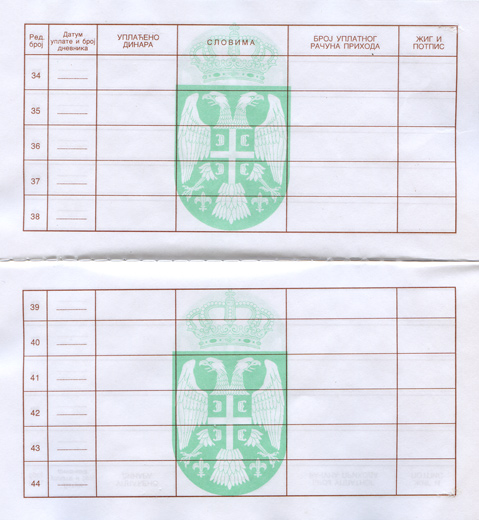 Ред. број
Датум уплате и број дневника
УПЛАЋЕНО ДИНАРА
СЛОВИМА
БРОЈ УПЛАТНОГ РАЧУНА ПРИХОДА
ЖИГ И ПОТПИС
34
35
36
37
38
39
40
41
42
43
44